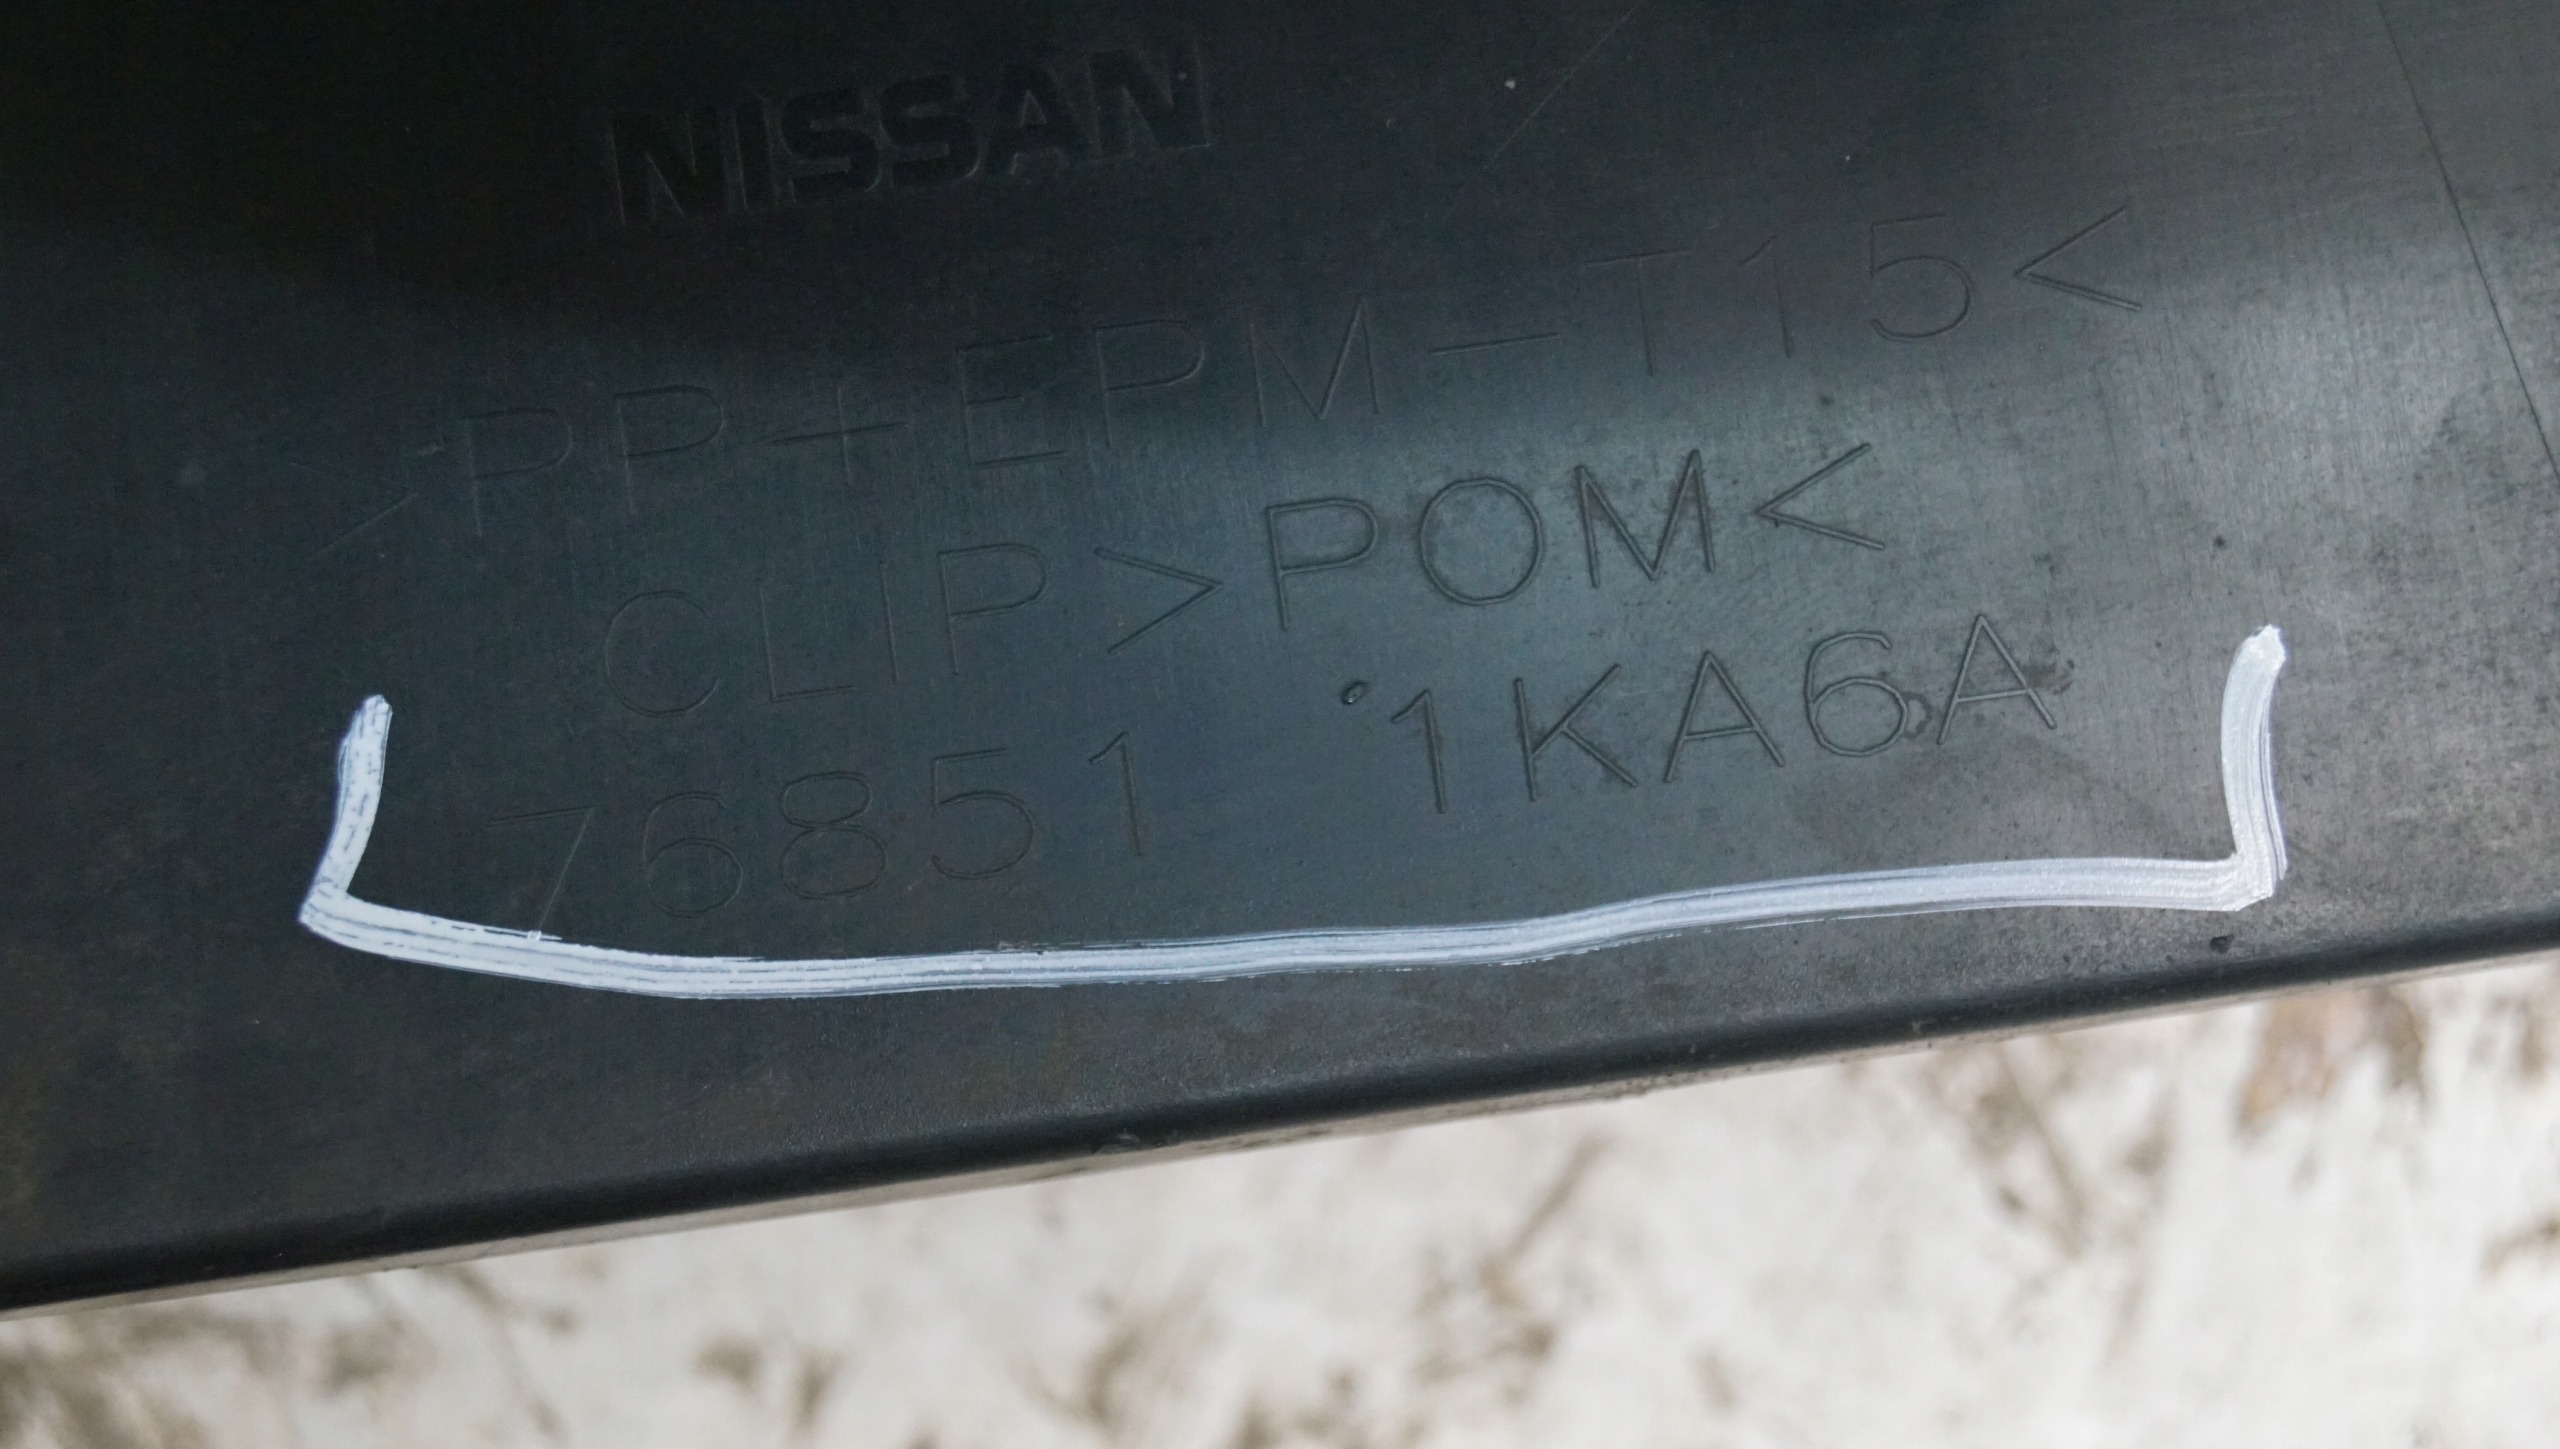 NISSAN
>PP+EPM-T15<
CLIP>POM<
76851 1KA6A